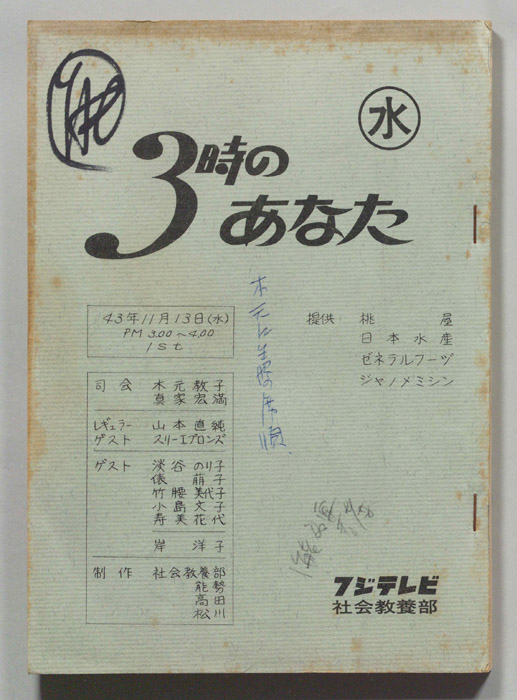 水
3時の
あなた
43年11月13日(水)
PM 3.00~4.00
1st
提供 桃屋
日本水産
ゼネラルフーヅ
ジャノメミシン
司会 木元教子
真家宏満
レギュラー 山本直純
ゲスト スリーエプロンズ
ゲスト 淡谷のり子
俵萠子
竹腰美代子
小島文子
寿美花代
岸洋子
制作 社会教養部
能勢
高田
松川
フジテレビ
社会教養部